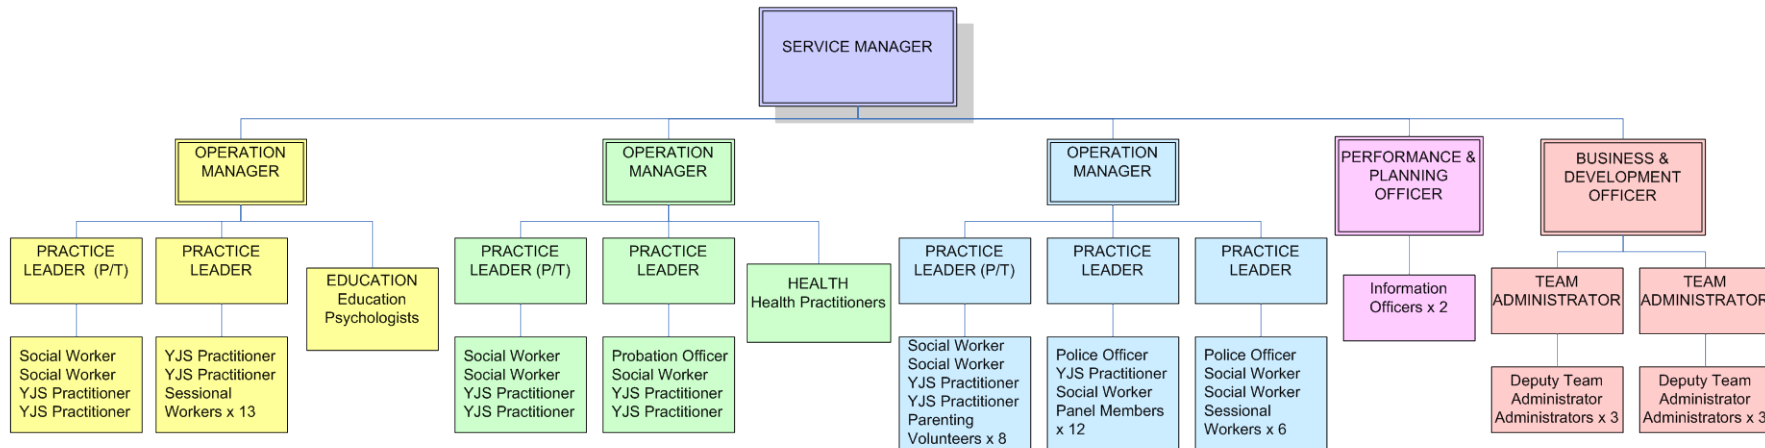 SERVICE MANAGER
OPERATION
MANAGER
OPERATION
MANAGER
OPERATION
MANAGER
PERFORMANCE &
PLANNING
OFFICER
BUSINESS &
DEVELOPMENT
OFFICER
PRACTICE
LEADER (P/T)
PRACTICE
LEADER
EDUCATION
Education
Psychologists
PRACTICE
LEADER (P/T)
PRACTICE
LEADER
HEALTH
Health Practitioners
PRACTICE
LEADER (P/T)
PRACTICE
LEADER
PRACTICE
LEADER
Information
Officers x 2
TEAM
ADMINISTRATOR
TEAM
ADMINISTRATOR
Social Worker
Social Worker
YJS Practitioner
YJS Practitioner
YJS Practitioner
YJS Practitioner
Sessional
Workers x 13
Social Worker
Social Worker
YJS Practitioner
YJS Practitioner
Probation Officer
Social Worker
YJS Practitioner
YJS Practitioner
Social Worker
Social Worker
YJS Practitioner
YJS Practitioner
Parenting
Volunteers x 8
Police Officer
YJS Practitioner
Social Worker
Panel Members
x 12
Police Officer
Social Worker
Social Worker
Sessional
Workers x 6
Deputy Team
Administrator
Administrators x 3
Deputy Team
Administrator
Administrators x 3